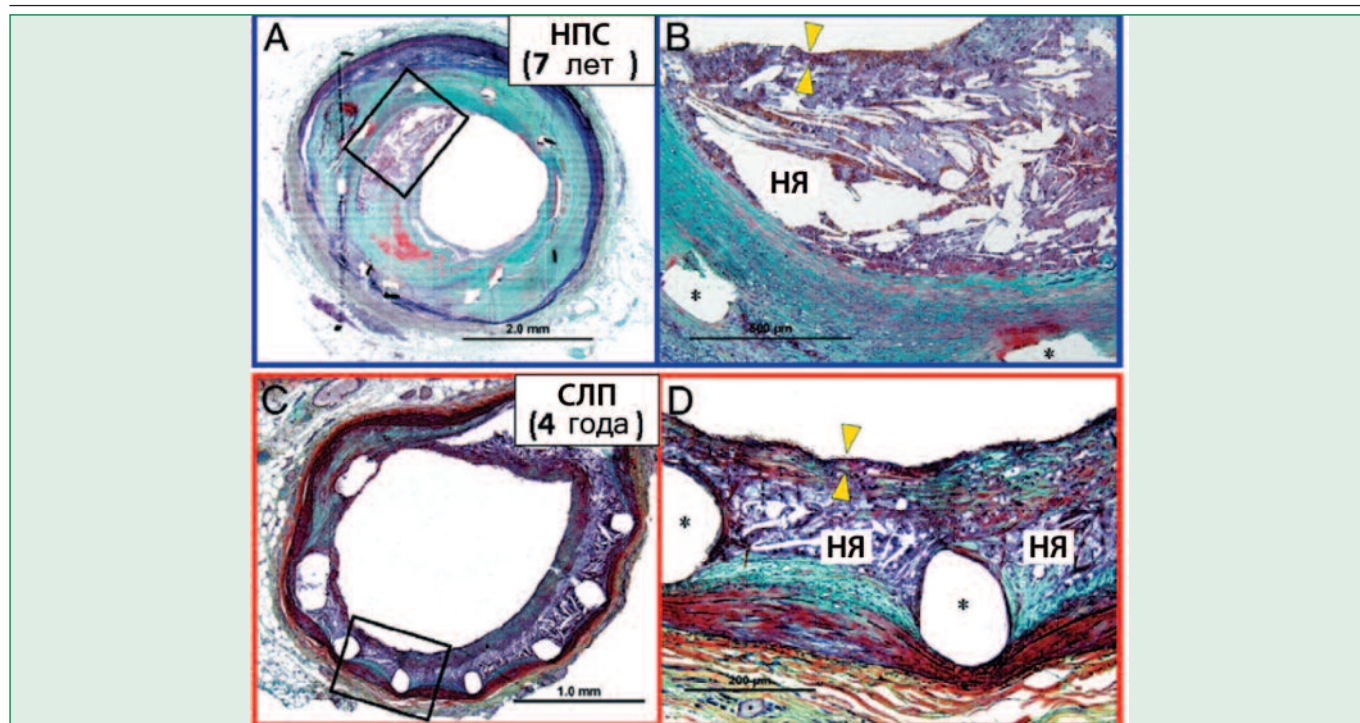 A
НПС
(7 лет )
B
НЯ
*
*
2.0 mm
500 µm
C
СЛП
(4 года)
D
*
НЯ
НЯ
*
1.0 mm
200 µm